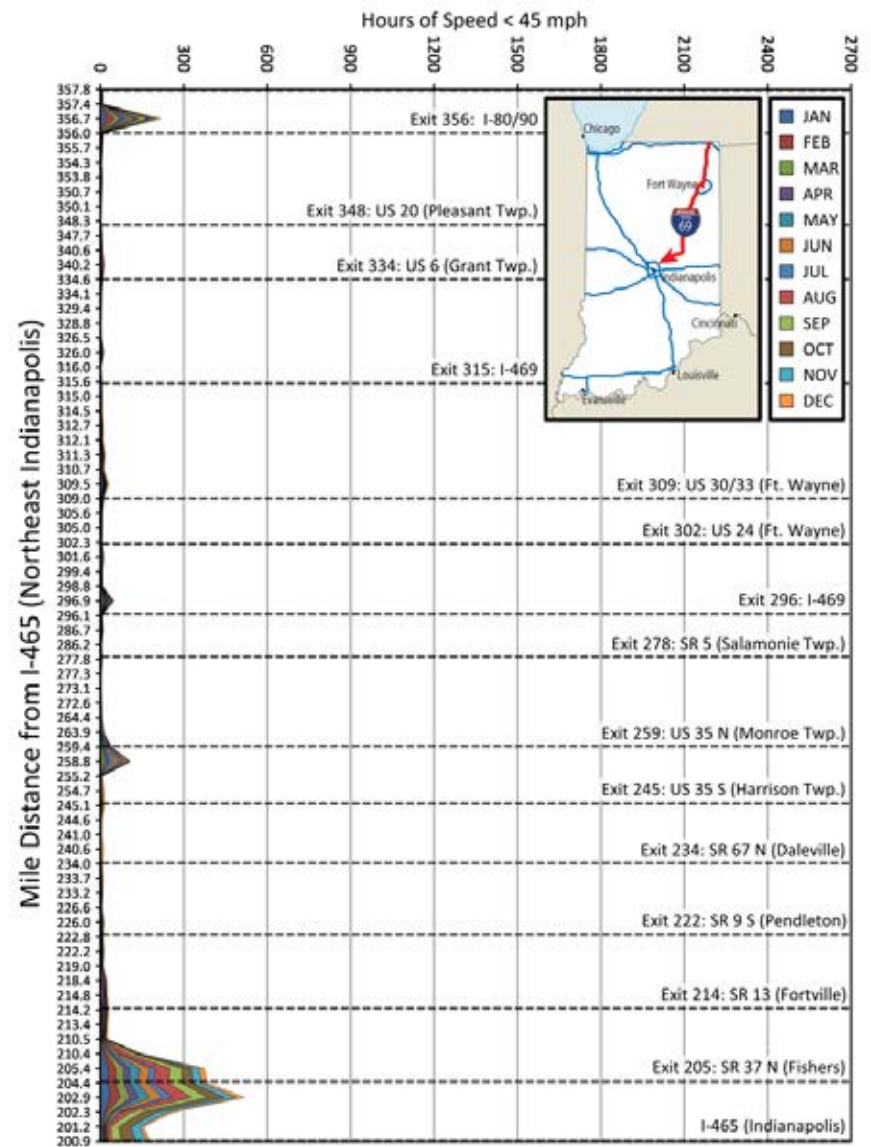 Hours of Speed < 45 mph
0
300
600
900
1200
1500
1800
2100
2400
2700
Mile Distance from I-465 (Northeast Indianapolis)
357.8
357.4
356.7
356.0
355.7
354.3
353.8
350.7
350.1
348.3
347.7
340.6
340.2
334.6
334.1
329.4
328.8
326.5
326.0
316.0
315.6
315.0
314.5
312.7
312.1
311.3
310.7
309.5
309.0
305.6
305.0
302.3
301.6
299.4
298.8
296.9
296.1
286.7
286.2
277.8
277.3
273.1
272.6
264.4
263.9
259.4
258.8
255.2
254.7
245.1
244.6
241.0
240.6
234.0
233.7
233.2
226.6
226.0
222.8
222.2
219.0
218.4
214.8
214.2
213.4
210.5
210.4
205.4
204.4
202.9
202.3
201.2
200.9
Exit 356: I-80/90
Exit 348: US 20 (Pleasant Twp.)
Exit 334: US 6 (Grant Twp.)
Exit 315: I-469
Exit 309: US 30/33 (Ft. Wayne)
Exit 302: US 24 (Ft. Wayne)
Exit 296: I-469
Exit 278: SR 5 (Salamonie Twp.)
Exit 259: US 35 N (Monroe Twp.)
Exit 245: US 35 S (Harrison Twp.)
Exit 234: SR 67 N (Daleville)
Exit 222: SR 9 S (Pendleton)
Exit 214: SR 13 (Fortville)
Exit 205: SR 37 N (Fishers)
I-465 (Indianapolis)
Chicago
Fort Wayne
69
Indianapolis
Cincinnati
Louisville
Evansville
JAN
FEB
MAR
APR
MAY
JUN
JUL
AUG
SEP
OCT
NOV
DEC